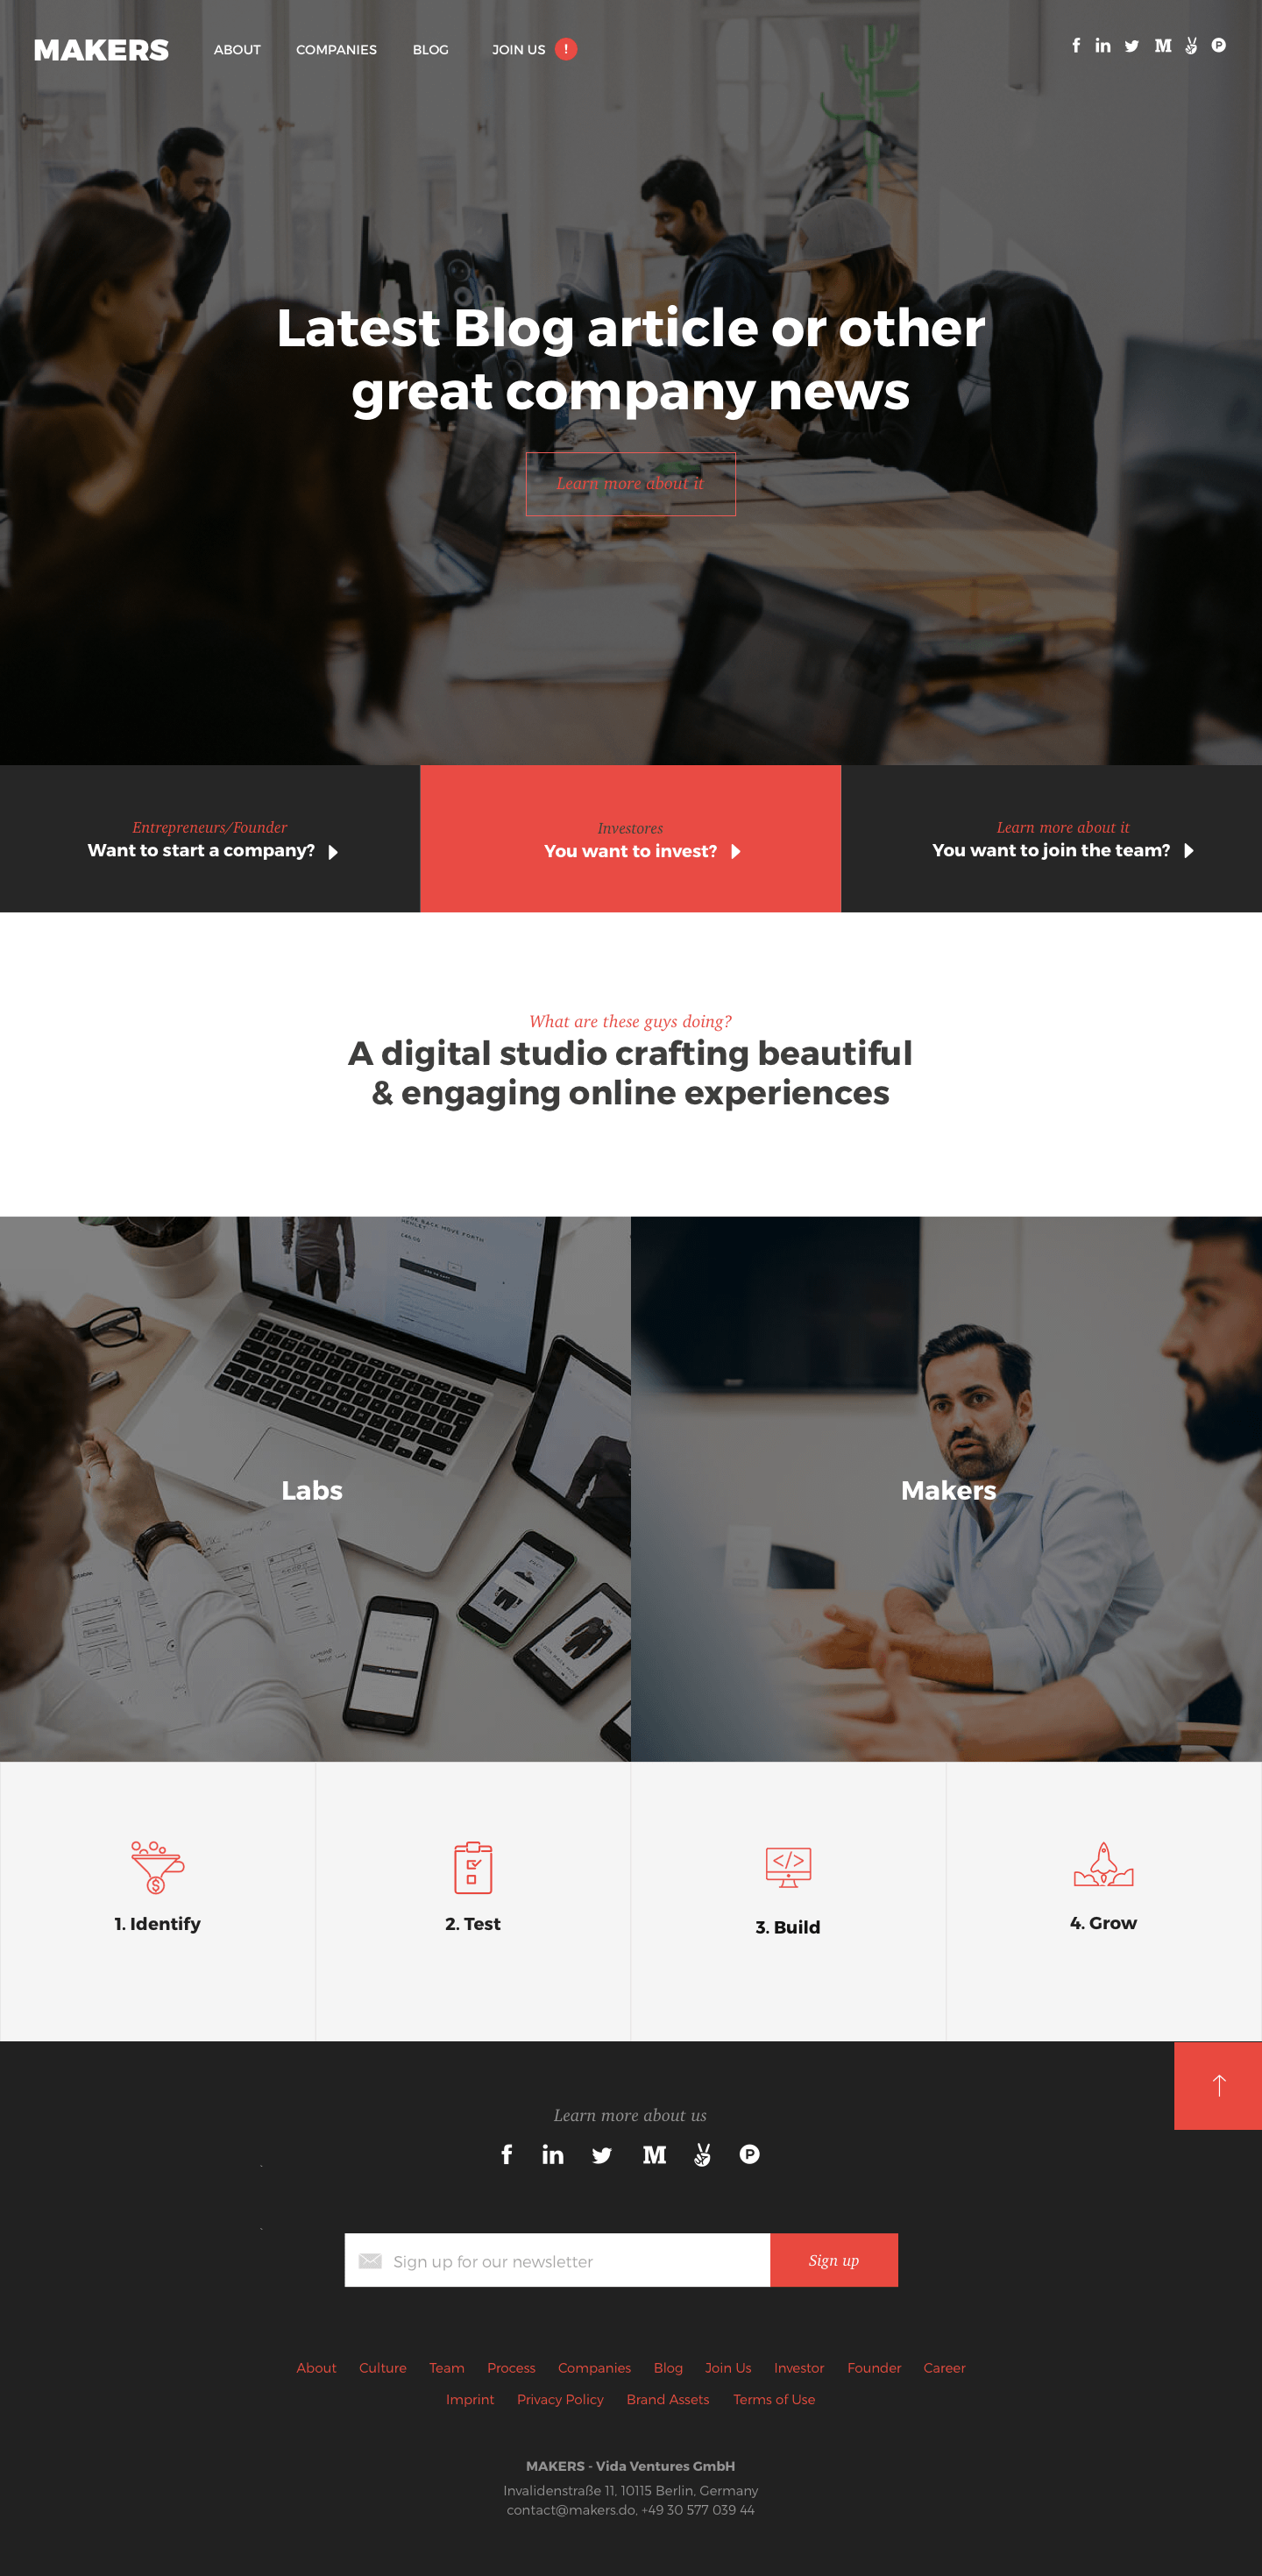 MAKERS ABOUT COMPANIES BLOG JOIN US !
Latest Blog article or other
great company news
Learn more about it
Entrepreneurs/Founder
Want to start a company?
Investores
You want to invest?
Learn more about it
You want to join the team?
What are these guys doing?
A digital studio crafting beautiful
& engaging online experiences
Labs
Makers
1. Identify
2. Test
3. Build
4. Grow
Learn more about us
Sign up for our newsletter
Sign up
About Culture Team Process Companies Blog Join Us Investor Founder Career
Imprint Privacy Policy Brand Assets Terms of Use
MAKERS - Vida Ventures GmbH
Invalidenstraße 11, 10115 Berlin, Germany
contact@makers.do, +49 30 577 039 44